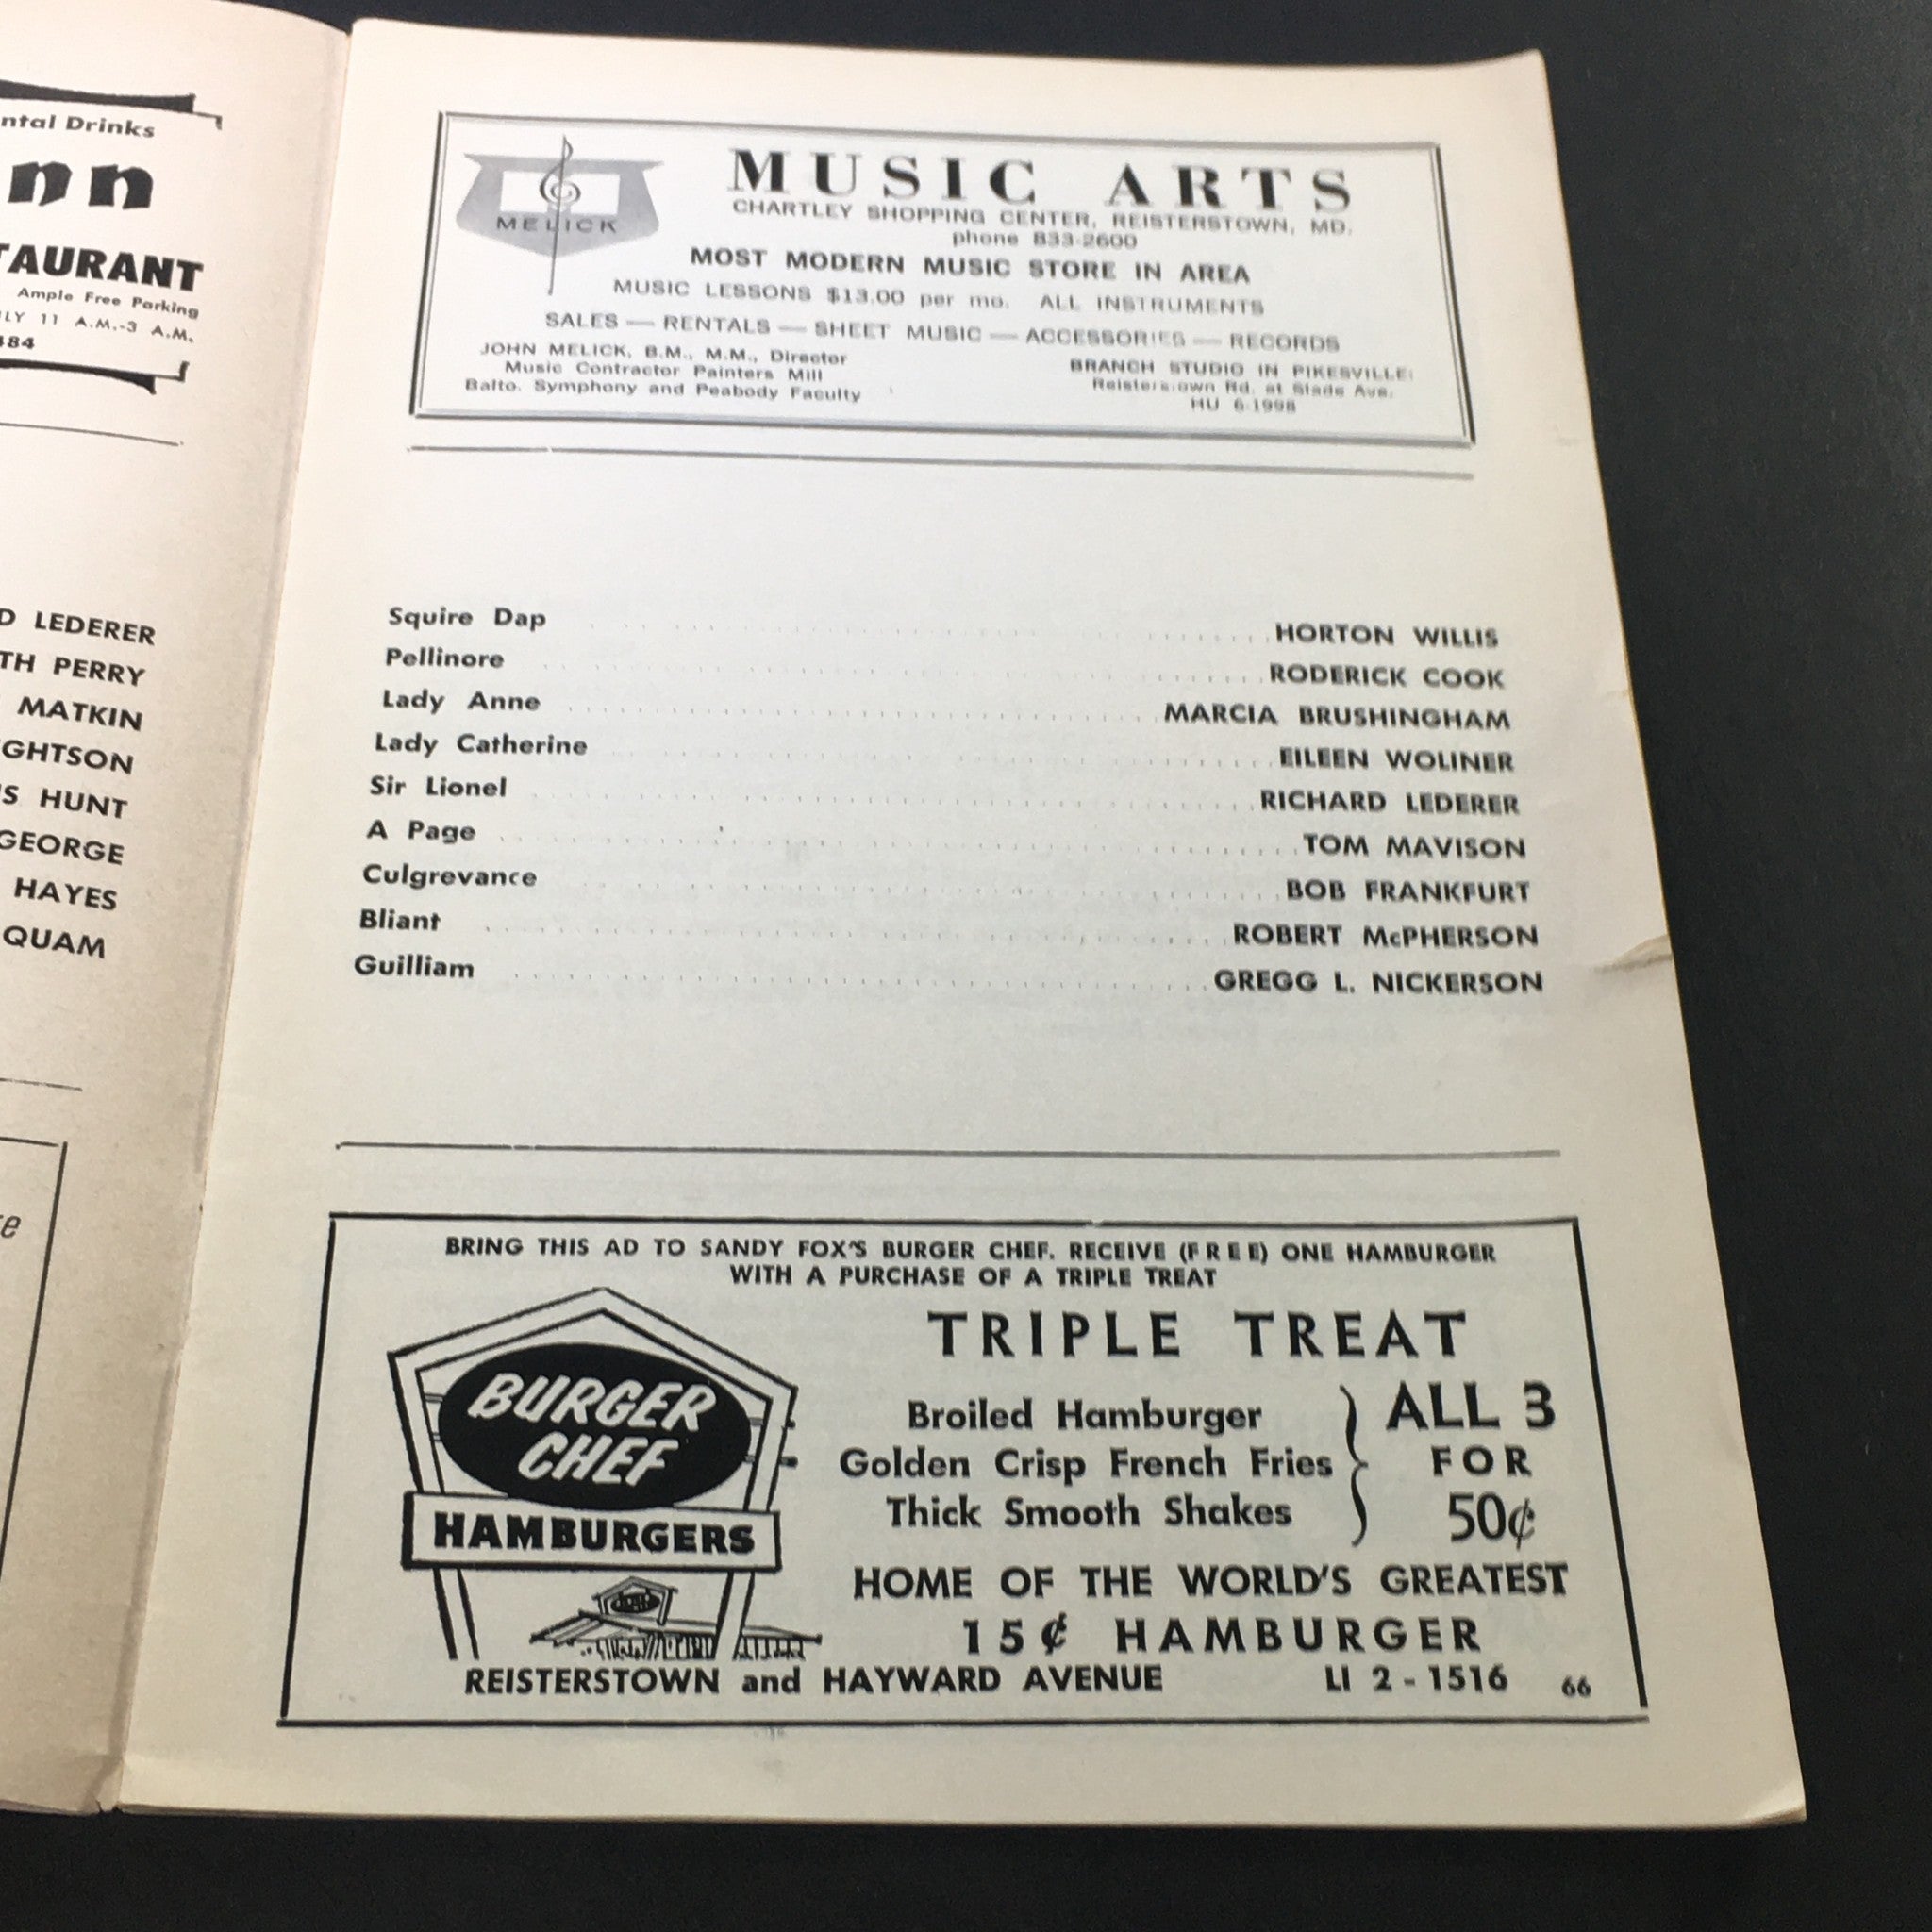 ntal Drinks
nn
TAURANT
Ample Free Parking
LY 11 A.M.-3 A.M.
484
D LEDERER
TH PERRY
MATKIN
GHTSON
S HUNT
GEORGE
HAYES
QUAM
MELICK
MUSIC ARTS
CHARTLEY SHOPPING CENTER, REISTERSTOWN, MD.
phone 833-2600
MOST MODERN MUSIC STORE IN AREA
MUSIC LESSONS $13.00 per mo. ALL INSTRUMENTS
SALES — RENTALS — SHEET MUSIC — ACCESSORIES — RECORDS
JOHN MELICK, B.M., M.M., Director
Music Contractor Painters Mill
Balto. Symphony and Peabody Faculty
BRANCH STUDIO IN PIKESVILLE:
Reisterstown Rd. at Slade Ave.
HU 6-1998
Squire Dap HORTON WILLIS
Pellinore RODERICK COOK
Lady Anne MARCIA BRUSHINGHAM
Lady Catherine EILEEN WOLINER
Sir Lionel RICHARD LEDERER
A Page TOM MAVISON
Culgrevance BOB FRANKFURT
Bliant ROBERT McPHERSON
Guilliam GREGG L. NICKERSON
BRING THIS AD TO SANDY FOX'S BURGER CHEF. RECEIVE (FREE) ONE HAMBURGER
WITH A PURCHASE OF A TRIPLE TREAT
BURGER
CHEF
HAMBURGERS
TRIPLE TREAT
Broiled Hamburger
Golden Crisp French Fries
Thick Smooth Shakes
ALL 3
FOR
50¢
HOME OF THE WORLD'S GREATEST
15¢ HAMBURGER
REISTERSTOWN and HAYWARD AVENUE LI 2-1516 66